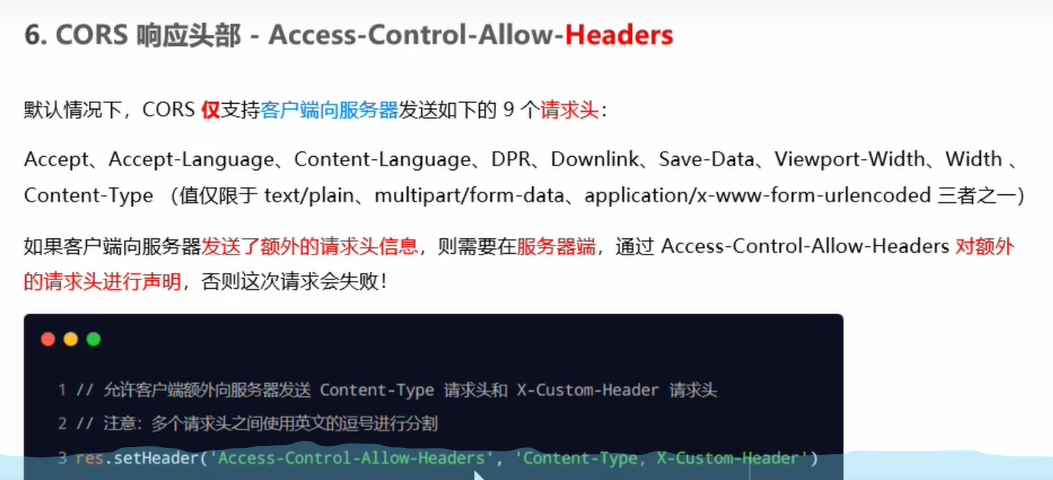 6. CORS 响应头部 - Access-Control-Allow-Headers
默认情况下，CORS 仅支持客户端向服务器发送如下的 9 个请求头：
Accept、Accept-Language、Content-Language、DPR、Downlink、Save-Data、Viewport-Width、Width 、
Content-Type （值仅限于 text/plain、multipart/form-data、application/x-www-form-urlencoded 三者之一）
如果客户端向服务器发送了额外的请求头信息，则需要在服务器端，通过 Access-Control-Allow-Headers 对额外
的请求头进行声明，否则这次请求会失败！
1 // 允许客户端额外向服务器发送 Content-Type 请求头和 X-Custom-Header 请求头
2 // 注意：多个请求头之间使用英文的逗号进行分割
3 res.setHeader('Access-Control-Allow-Headers', 'Content-Type, X-Custom-Header')